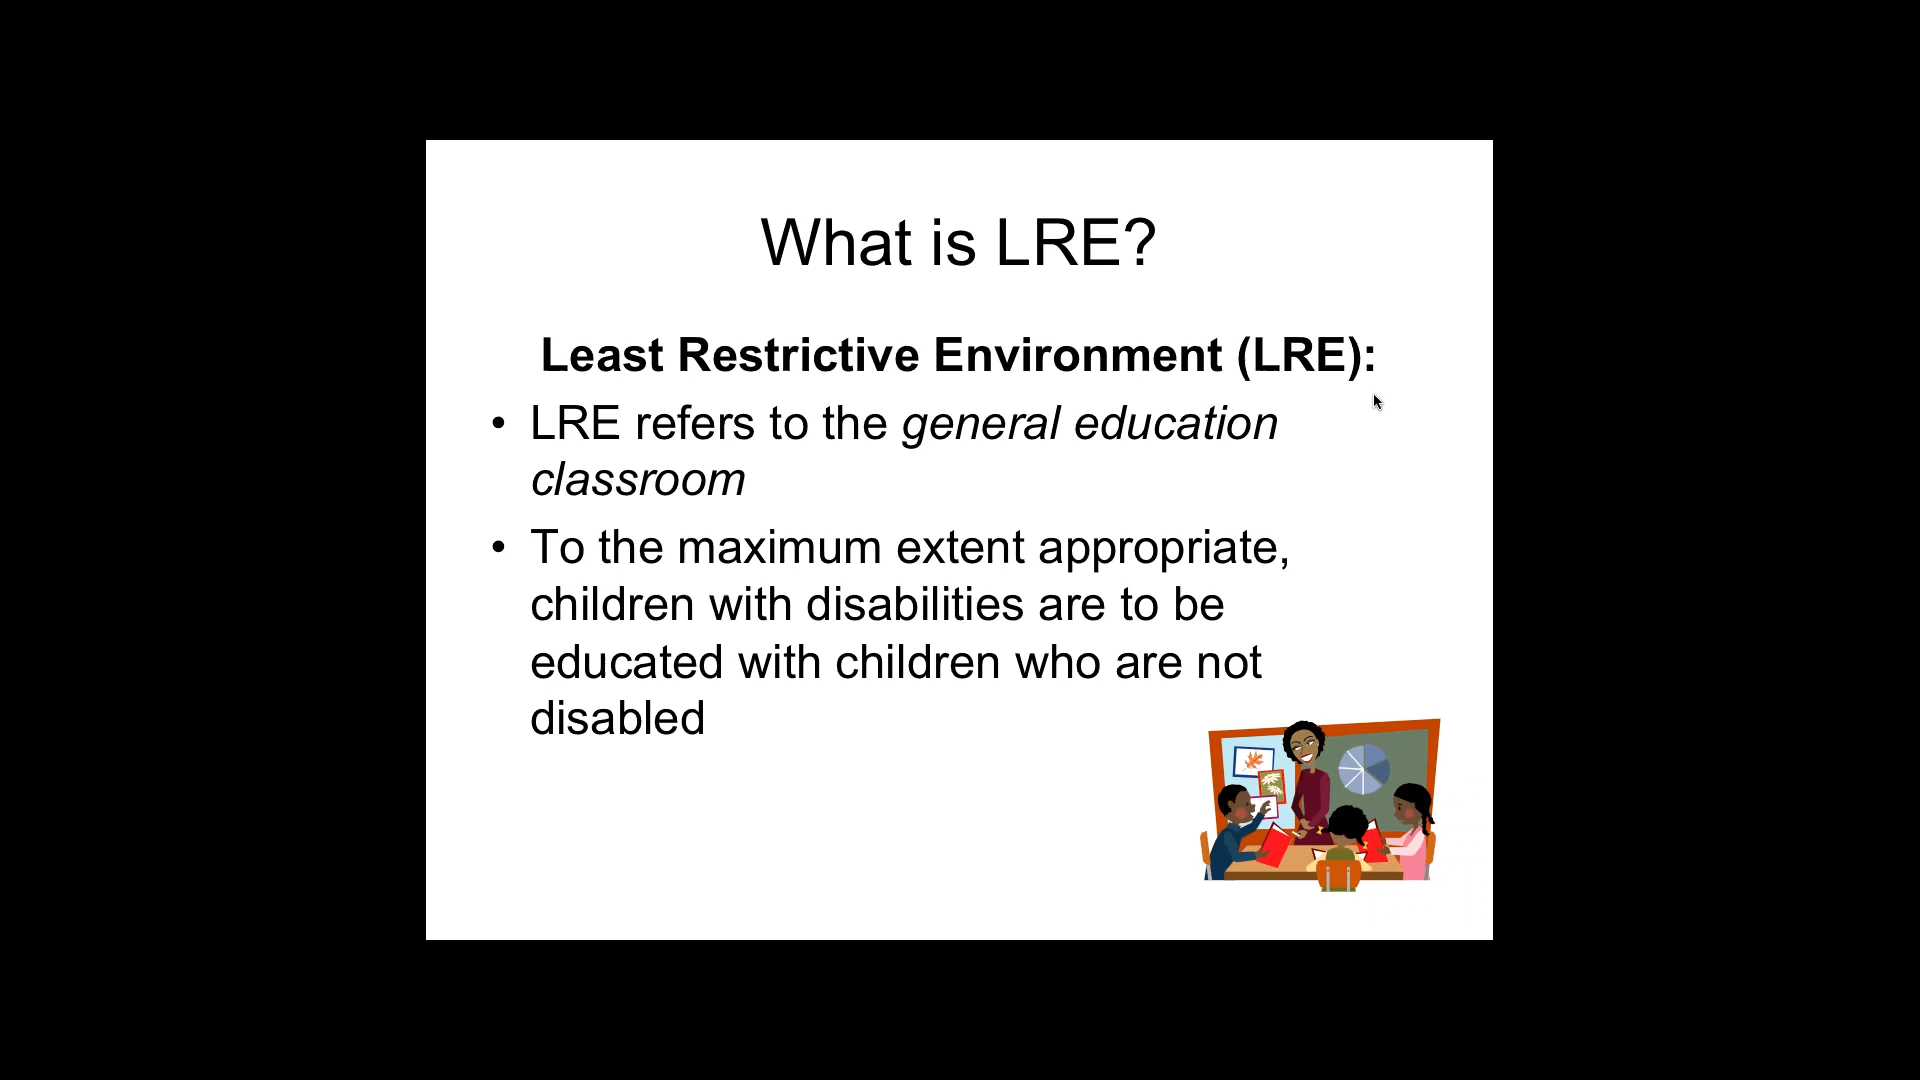 What is LRE?
Least Restrictive Environment (LRE):
• LRE refers to the general education
classroom
• To the maximum extent appropriate,
children with disabilities are to be
educated with children who are not
disabled